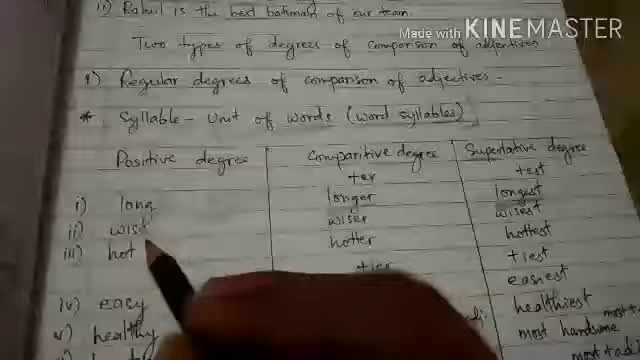 ii) Rahul is the best batsman of our team.
Made with KINEMASTER
Two types of degrees of comparison of adjectives
1) Regular degrees of comparison of adjectives -
* Syllable - Unit of words (word syllables)
Positive degree Comparitive degree Superlative degree
+er +est
i) long longer longest
ii) wise wiser wisest
iii) hot hotter hottest
+ier +iest
iv) easy easiest
v) healthy healthiest
most handsome